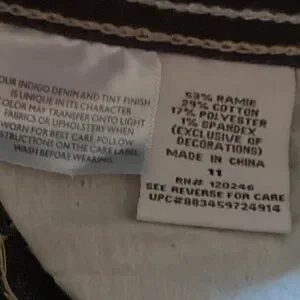 OUR INDIGO DENIM AND TINT FINISH
IS UNIQUE IN ITS CHARACTER
COLOR MAY TRANSFER ONTO LIGHT
FABRICS OR UPHOLSTERY WHEN
WORN FOR BEST CARE, FOLLOW
INSTRUCTIONS ON THE CARE LABEL
WASH BEFORE WEARING
53% RAMIE
29% COTTON
17% POLYESTER
1% SPANDEX
(EXCLUSIVE OF
DECORATIONS)
MADE IN CHINA
11
RN# 120246
SEE REVERSE FOR CARE
UPC#883459724914